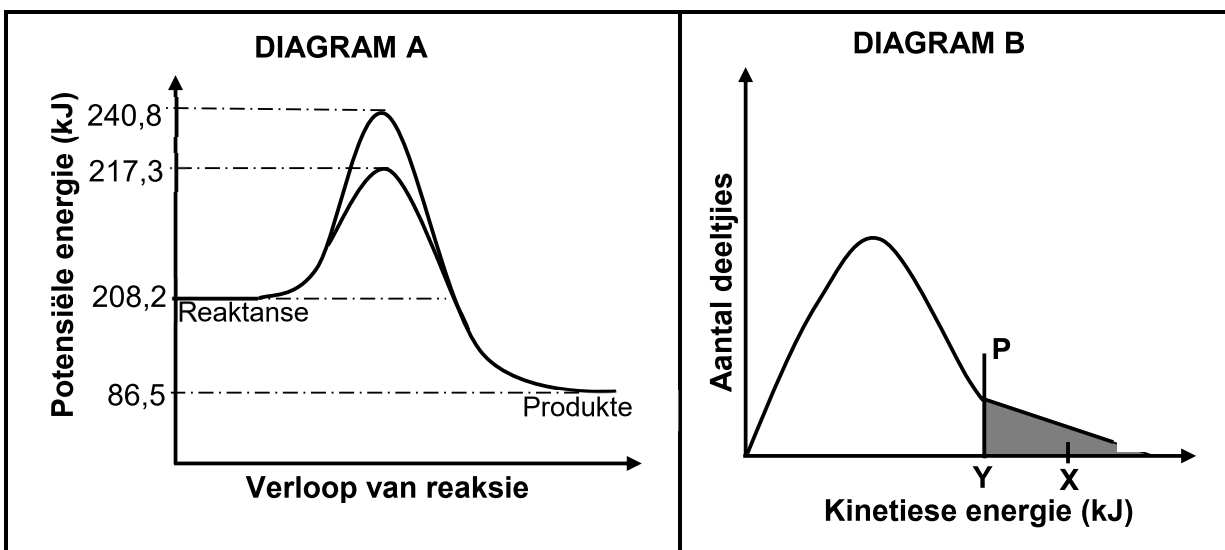 DIAGRAM A
Potensiële energie (kJ)
240,8
217,3
208,2
Reaktanse
86,5
Produkte
Verloop van reaksie
DIAGRAM B
Aantal deeltjies
P
Y
X
Kinetiese energie (kJ)